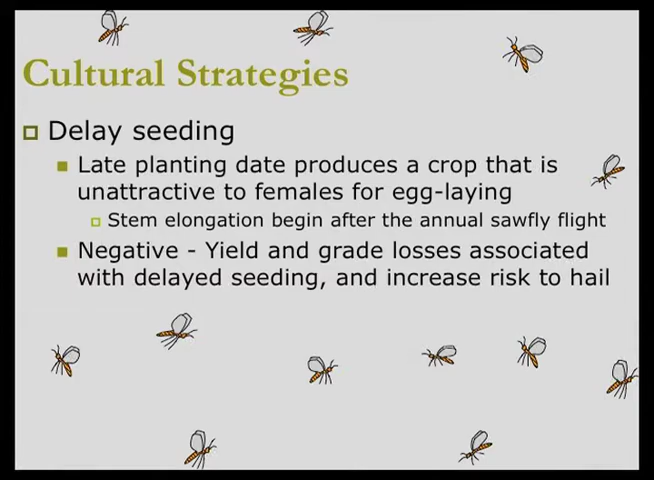 Cultural Strategies
Delay seeding
Late planting date produces a crop that is
unattractive to females for egg-laying
Stem elongation begin after the annual sawfly flight
Negative - Yield and grade losses associated
with delayed seeding, and increase risk to hail